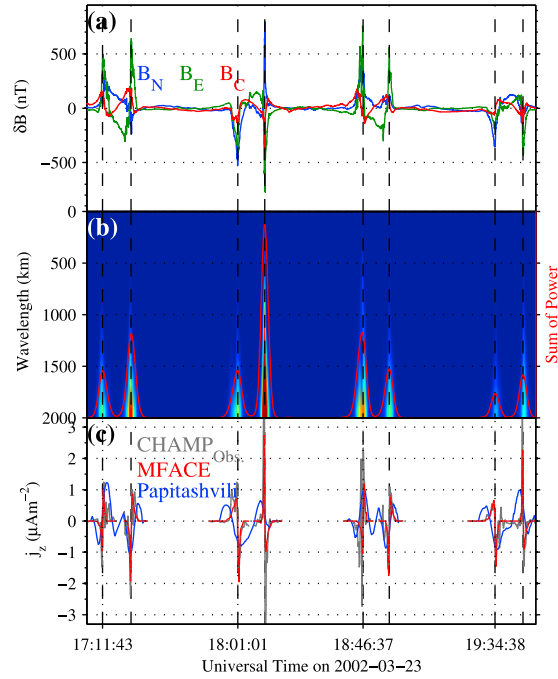 (a)
500
0
−500
δB (nT)
B_N B_E B_C
(b)
0
500
1000
1500
2000
Wavelength (km)
Sum of Power
(c)
3
2
1
0
−1
−2
−3
j_z (μAm⁻²)
CHAMP_Obs.
MFACE
Papitashvili
17:11:43 18:01:01 18:46:37 19:34:38
Universal Time on 2002−03−23